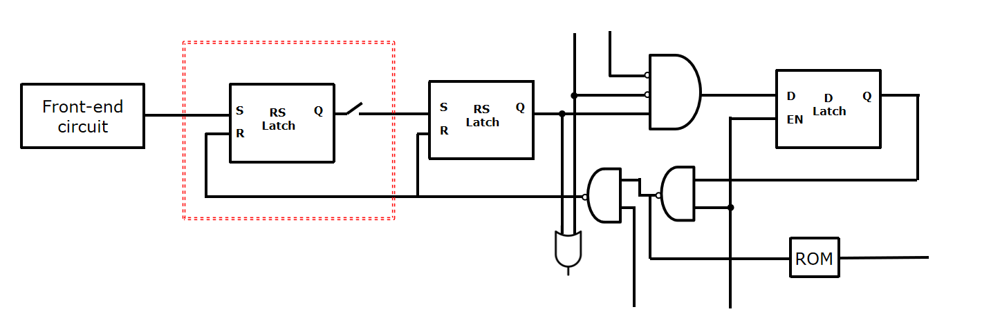 Front-end
circuit
S
R
RS
Latch
Q
S
R
RS
Latch
Q
D
EN
D
Latch
Q
ROM